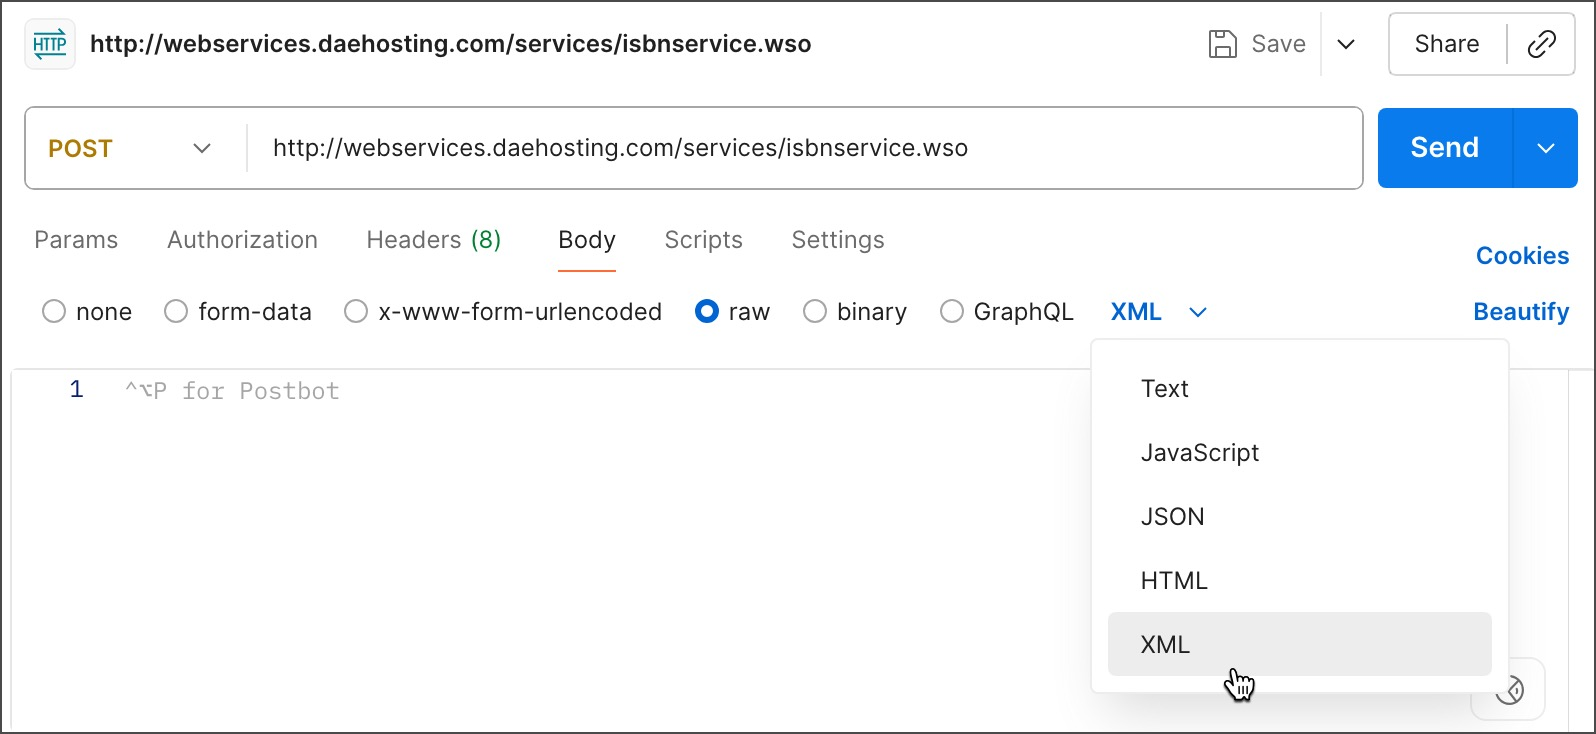 HTTP http://webservices.daehosting.com/services/isbnservice.wso Save Share
POST http://webservices.daehosting.com/services/isbnservice.wso Send
Params Authorization Headers (8) Body Scripts Settings Cookies
none form-data x-www-form-urlencoded raw binary GraphQL XML Beautify
1 ^⌥P for Postbot
Text
JavaScript
JSON
HTML
XML